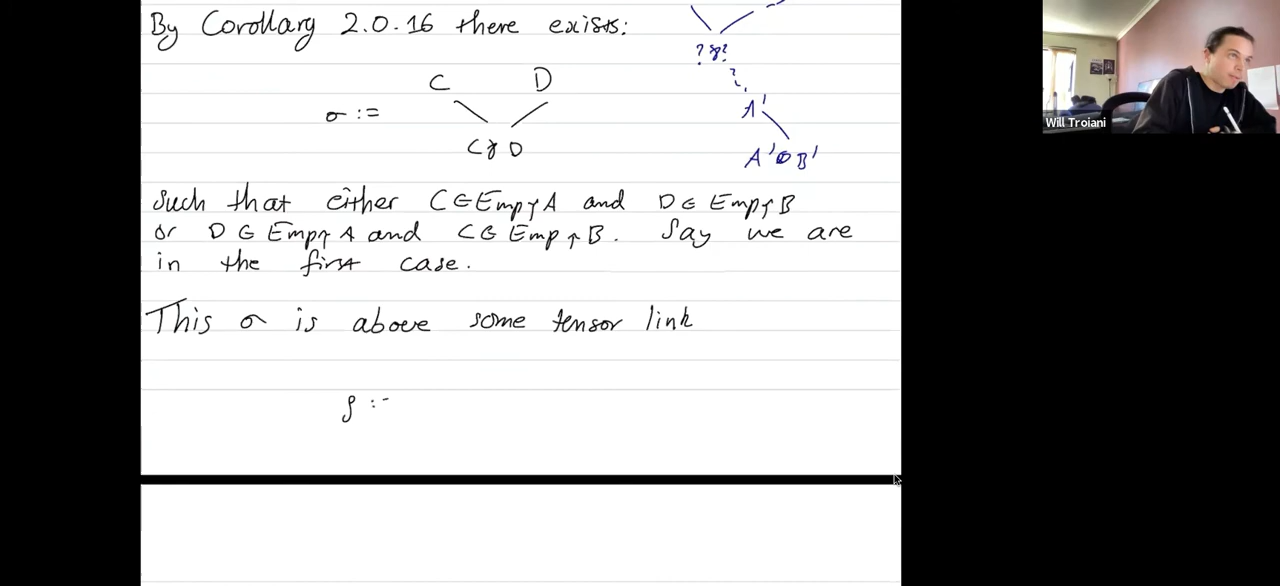 By Corollary 2.0.16 there exists:
? ⅋ ?
?
C D
σ :=
A'
C ⅋ D
A' ⊗ B'
Will Troiani
Such that either C ∈ Emp↑A and D ∈ Emp↑B
or D ∈ Emp↑A and C ∈ Emp↑B. Say we are
in the first case.
This σ is above some tensor link
ρ :=